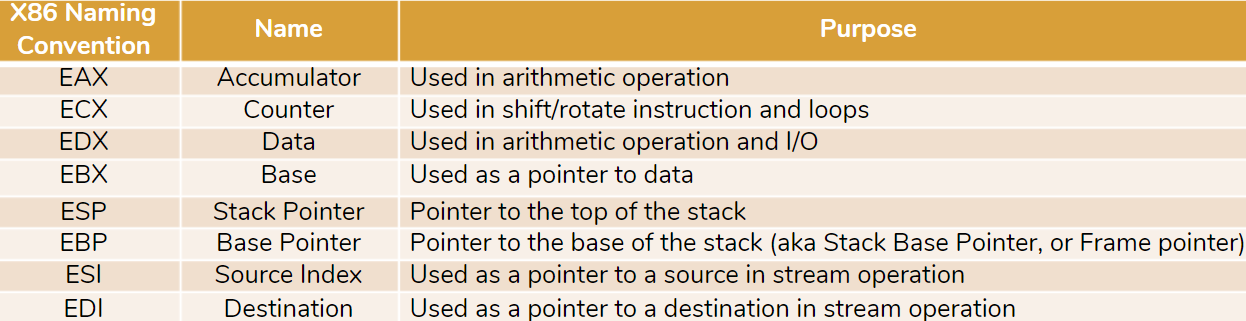 X86 Naming Convention Name Purpose
EAX Accumulator Used in arithmetic operation
ECX Counter Used in shift/rotate instruction and loops
EDX Data Used in arithmetic operation and I/O
EBX Base Used as a pointer to data
ESP Stack Pointer Pointer to the top of the stack
EBP Base Pointer Pointer to the base of the stack (aka Stack Base Pointer, or Frame pointer)
ESI Source Index Used as a pointer to a source in stream operation
EDI Destination Used as a pointer to a destination in stream operation